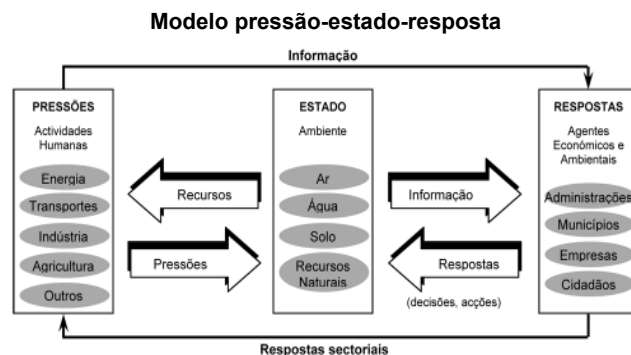 Modelo pressão-estado-resposta
Informação
PRESSÕES
Actividades
Humanas
Energia
Transportes
Indústria
Agricultura
Outros
Recursos
Pressões
ESTADO
Ambiente
Ar
Água
Solo
Recursos
Naturais
Informação
Respostas
(decisões, acções)
RESPOSTAS
Agentes
Económicos e
Ambientais
Administrações
Municípios
Empresas
Cidadãos
Respostas sectoriais